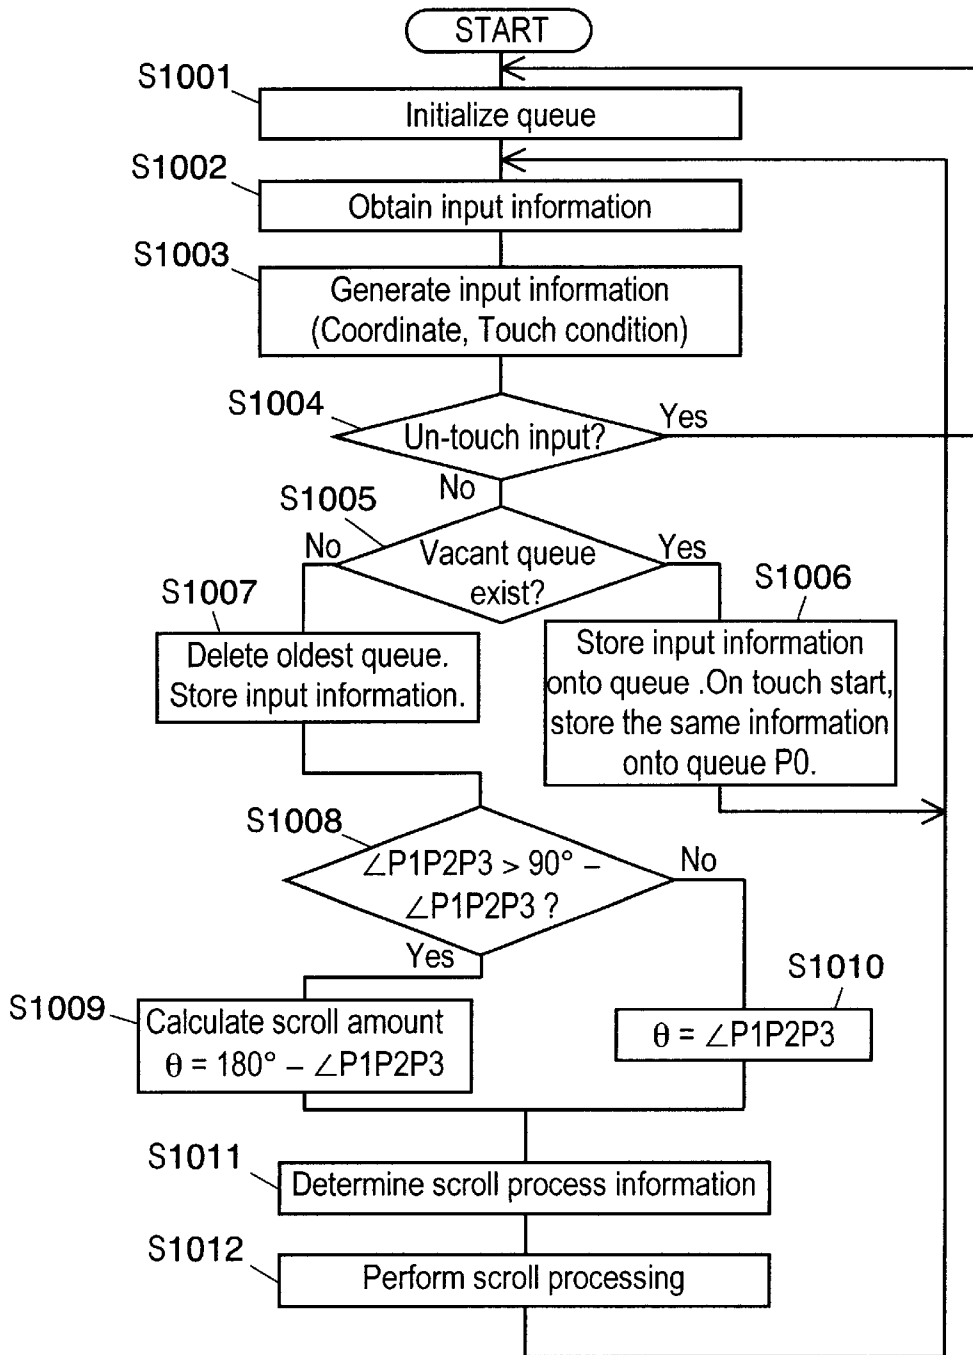 START
S1001
Initialize queue
S1002
Obtain input information
S1003
Generate input information
(Coordinate, Touch condition)
S1004
Un-touch input?
Yes
No
S1005
Vacant queue
exist?
No
Yes
S1006
Store input information
onto queue .On touch start,
store the same information
onto queue P0.
S1007
Delete oldest queue.
Store input information.
S1008
∠P1P2P3 > 90° –
∠P1P2P3 ?
No
Yes
S1009
Calculate scroll amount
θ = 180° – ∠P1P2P3
S1010
θ = ∠P1P2P3
S1011
Determine scroll process information
S1012
Perform scroll processing